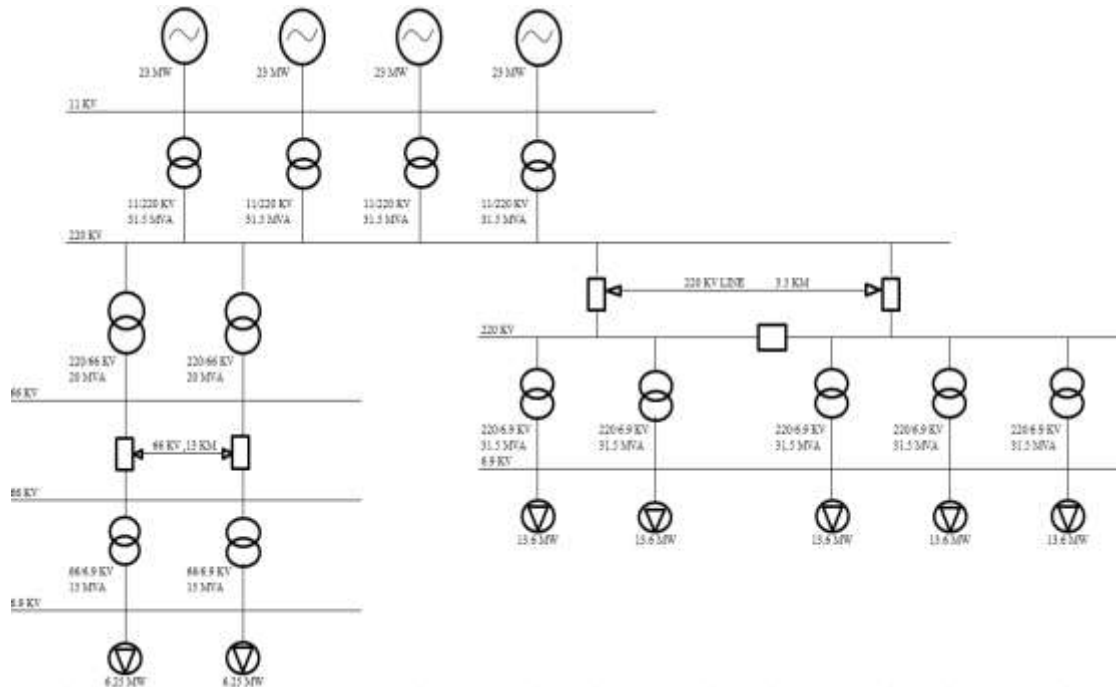 23 MW
23 MW
23 MW
23 MW
11 KV
11/220 KV
31.5 MVA
11/220 KV
31.5 MVA
11/220 KV
31.5 MVA
11/220 KV
31.5 MVA
220 KV
220 KV LINE
3.5 KM
220 KV
220/66 KV
20 MVA
220/66 KV
20 MVA
66 KV
220/6.9 KV
31.5 MVA
220/6.9 KV
31.5 MVA
220/6.9 KV
31.5 MVA
220/6.9 KV
31.5 MVA
220/6.9 KV
31.5 MVA
66 KV ,13 KM
6.9 KV
66 KV
13.6 MW
13.6 MW
13.6 MW
13.6 MW
13.6 MW
66/6.9 KV
15 MVA
66/6.9 KV
15 MVA
6.9 KV
6.25 MW
6.25 MW